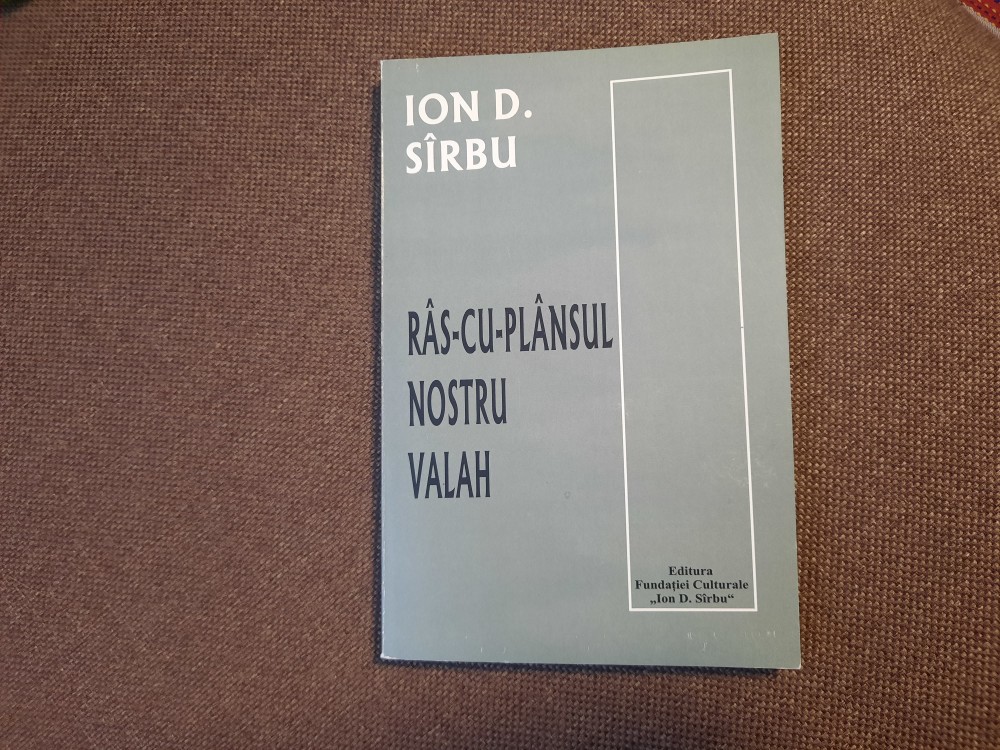 ION D.
SÎRBU
RÂS-CU-PLÂNSUL
NOSTRU
VALAH
Editura
Fundației Culturale
„Ion D. Sîrbu“